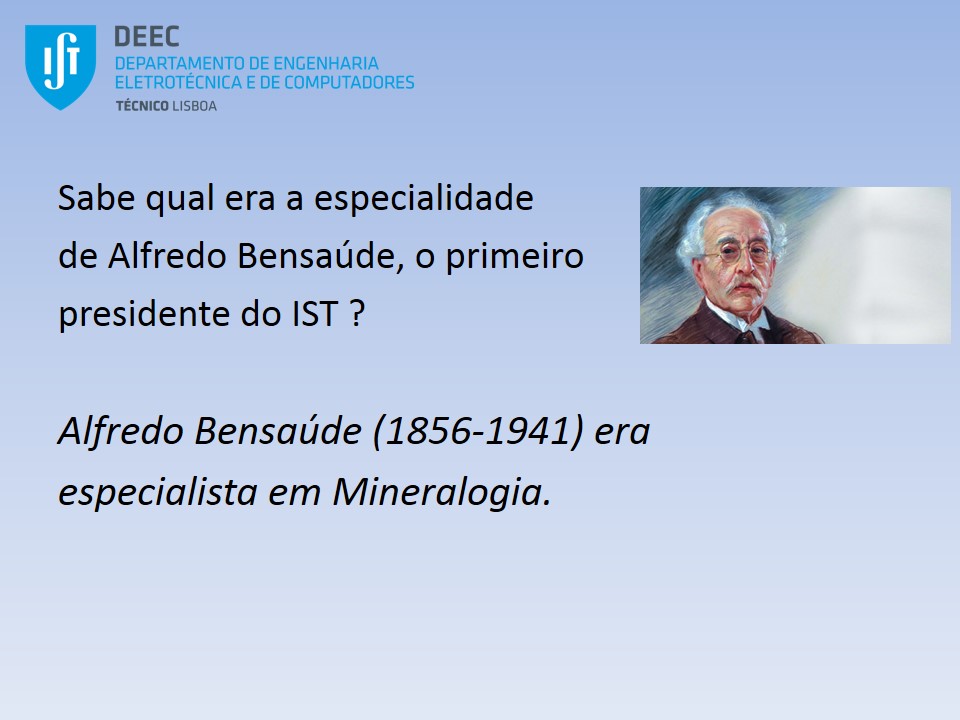 IST
DEEC
DEPARTAMENTO DE ENGENHARIA
ELETROTÉCNICA E DE COMPUTADORES
TÉCNICO LISBOA
Sabe qual era a especialidade
de Alfredo Bensaúde, o primeiro
presidente do IST ?
Alfredo Bensaúde (1856-1941) era
especialista em Mineralogia.